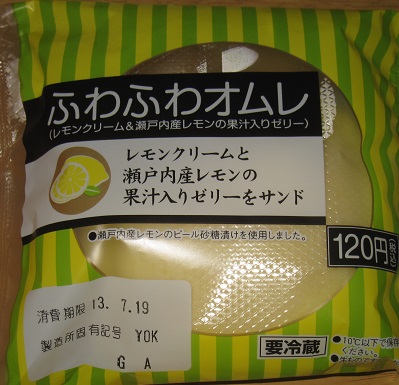 ふわふわオムレ
(レモンクリーム&瀬戸内産レモンの果汁入りゼリー)
レモンクリームと
瀬戸内産レモンの
果汁入りゼリーをサンド
●瀬戸内産レモンのピール砂糖漬けを使用しました。
120円
消費期限 13.7.19
製造所固有記号 YOK
G A
要冷蔵
●10℃以下で保存
ください。